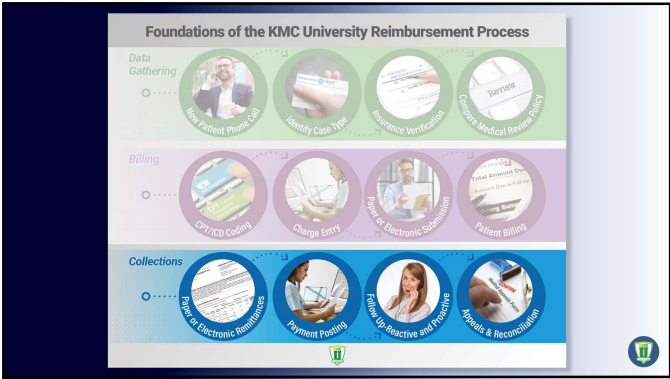 Foundations of the KMC University Reimbursement Process
Data
Gathering
New Patient Phone Call
Identify Case Type
Insurance Verification
Review
Compare Medical Review Policy
Billing
CPT/ICD Coding
Charge Entry
Paper or Electronic Submission
Total Amount Due
Patient Billing
Collections
Paper or Electronic Remittances
Payment Posting
Follow Up-Reactive and Proactive
Appeals & Reconciliation